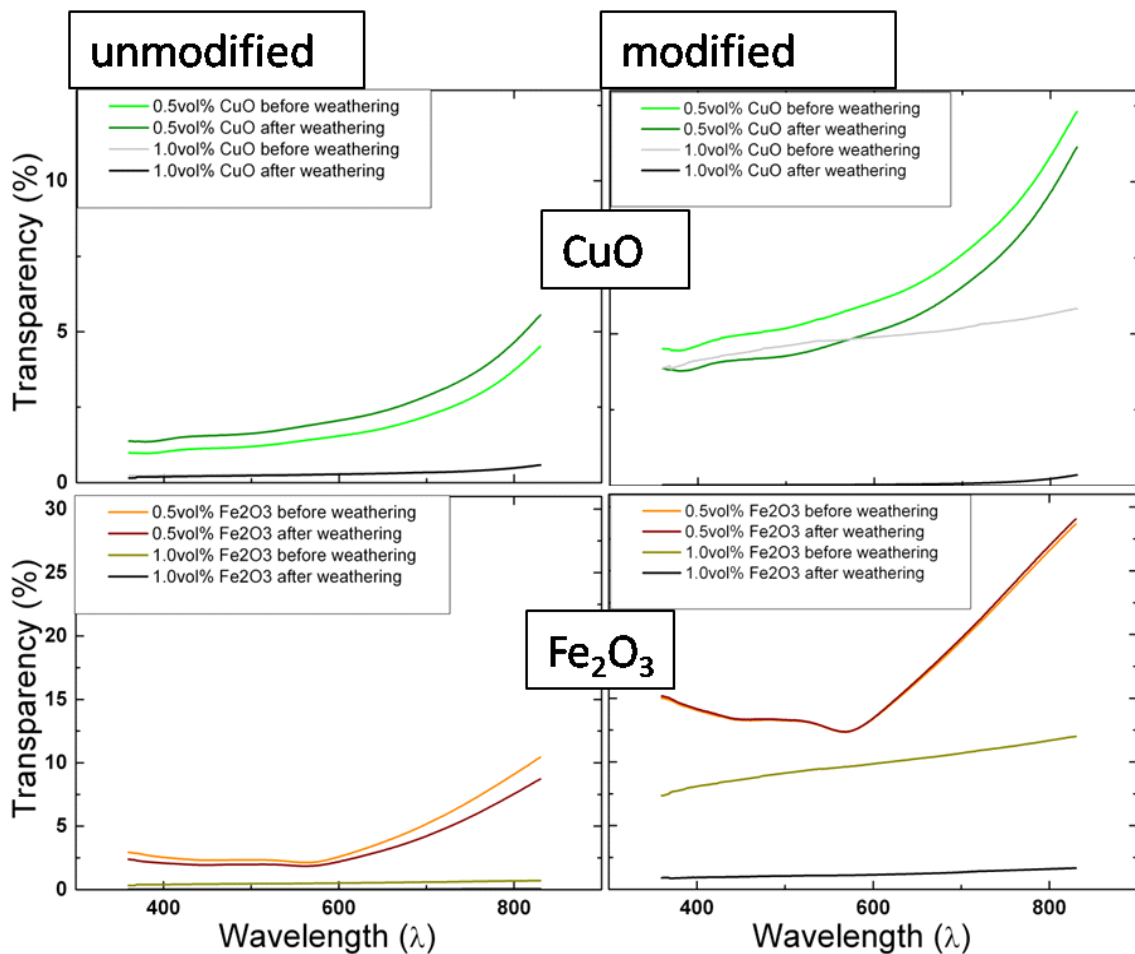 unmodified
modified
0.5vol% CuO before weathering
0.5vol% CuO after weathering
1.0vol% CuO before weathering
1.0vol% CuO after weathering
0.5vol% CuO before weathering
0.5vol% CuO after weathering
1.0vol% CuO before weathering
1.0vol% CuO after weathering
Transparency (%)
10
5
0
CuO
0.5vol% Fe2O3 before weathering
0.5vol% Fe2O3 after weathering
1.0vol% Fe2O3 before weathering
1.0vol% Fe2O3 after weathering
0.5vol% Fe2O3 before weathering
0.5vol% Fe2O3 after weathering
1.0vol% Fe2O3 before weathering
1.0vol% Fe2O3 after weathering
Transparency (%)
30
25
20
15
10
5
0
Fe₂O₃
400 600 800
400 600 800
Wavelength (λ)
Wavelength (λ)